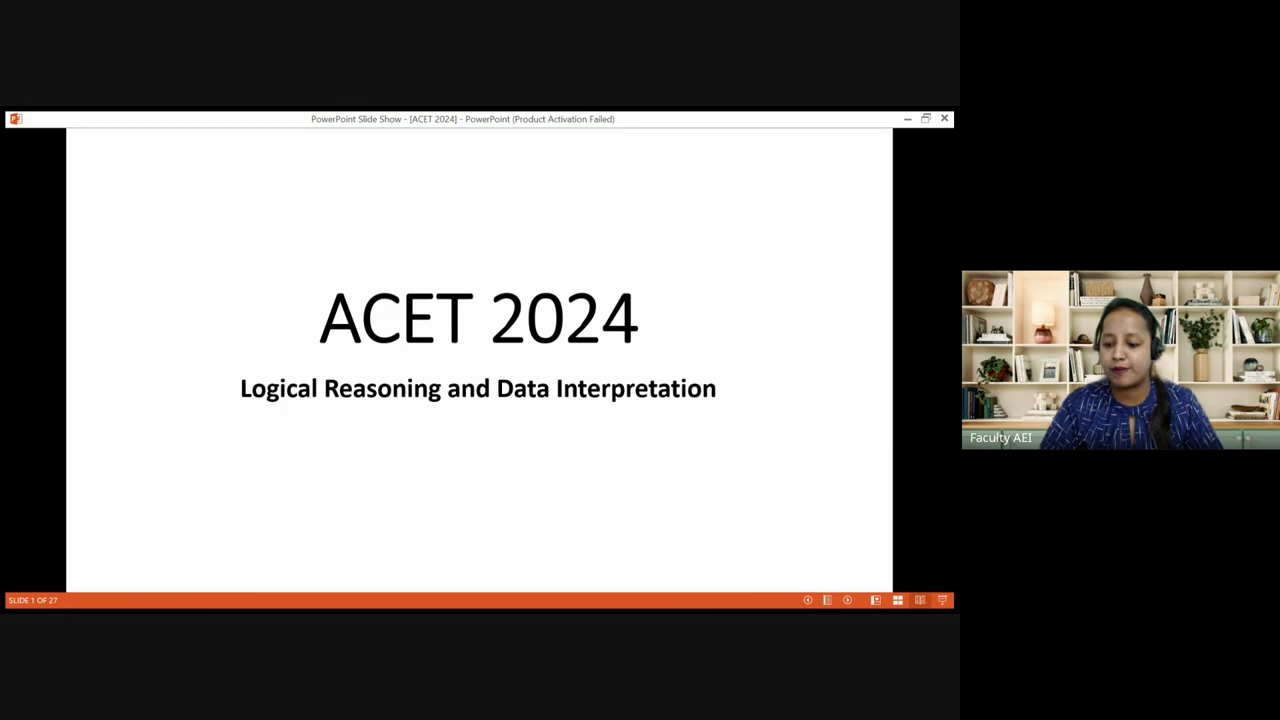 PowerPoint Slide Show - [ACET 2024] - PowerPoint (Product Activation Failed)
ACET 2024
Logical Reasoning and Data Interpretation
Faculty AEI
SLIDE 1 OF 27